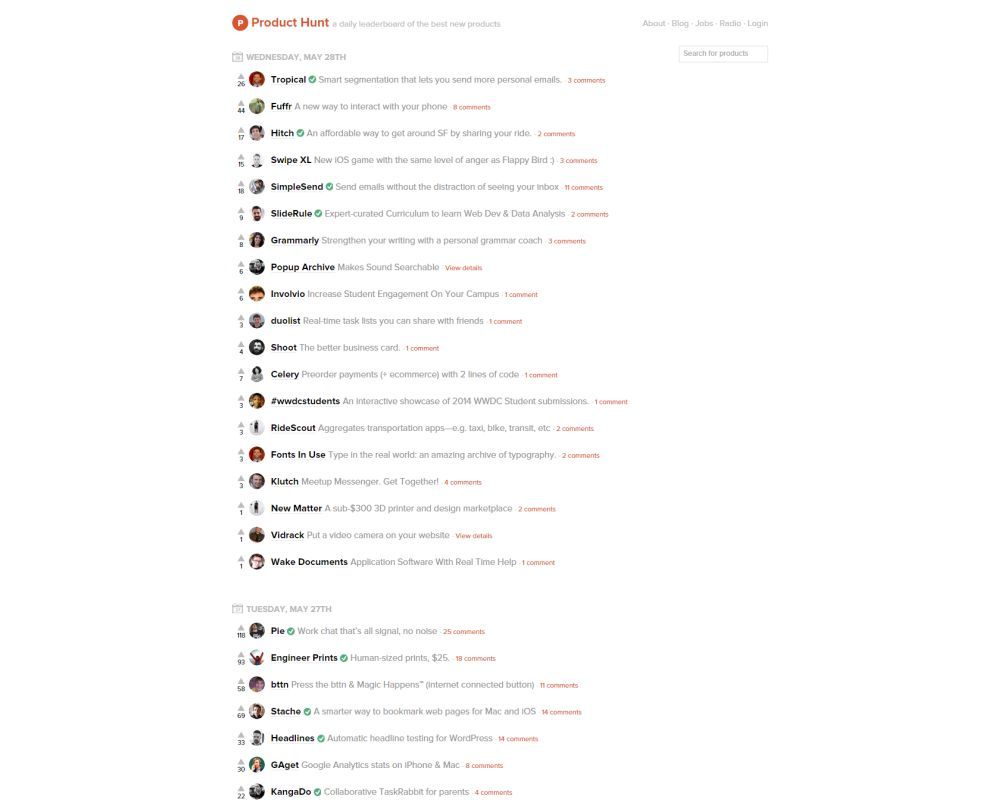 Product Hunt a daily leaderboard of the best new products
About · Blog · Jobs · Radio · Login
WEDNESDAY, MAY 28TH
Search for products
26 Tropical Smart segmentation that lets you send more personal emails. · 3 comments
44 Fuffr A new way to interact with your phone · 8 comments
17 Hitch An affordable way to get around SF by sharing your ride. · 2 comments
15 Swipe XL New iOS game with the same level of anger as Flappy Bird :) · 3 comments
18 SimpleSend Send emails without the distraction of seeing your inbox · 11 comments
9 SlideRule Expert-curated Curriculum to learn Web Dev & Data Analysis · 2 comments
8 Grammarly Strengthen your writing with a personal grammar coach · 3 comments
6 Popup Archive Makes Sound Searchable · View details
6 Involvio Increase Student Engagement On Your Campus · 1 comment
3 duolist Real-time task lists you can share with friends · 1 comment
4 Shoot The better business card. · 1 comment
7 Celery Preorder payments (+ ecommerce) with 2 lines of code · 1 comment
3 #wwdcstudents An interactive showcase of 2014 WWDC Student submissions. · 1 comment
3 RideScout Aggregates transportation apps—e.g. taxi, bike, transit, etc · 2 comments
3 Fonts In Use Type in the real world: an amazing archive of typography. · 2 comments
3 Klutch Meetup Messenger. Get Together! · 4 comments
1 New Matter A sub-$300 3D printer and design marketplace · 2 comments
1 Vidrack Put a video camera on your website · View details
1 Wake Documents Application Software With Real Time Help · 1 comment
TUESDAY, MAY 27TH
118 Pie Work chat that's all signal, no noise · 25 comments
93 Engineer Prints Human-sized prints, $25. · 18 comments
58 bttn Press the bttn & Magic Happens™ (internet connected button) · 11 comments
69 Stache A smarter way to bookmark web pages for Mac and iOS · 14 comments
33 Headlines Automatic headline testing for WordPress · 14 comments
30 GAget Google Analytics stats on iPhone & Mac · 8 comments
22 KangaDo Collaborative TaskRabbit for parents · 4 comments